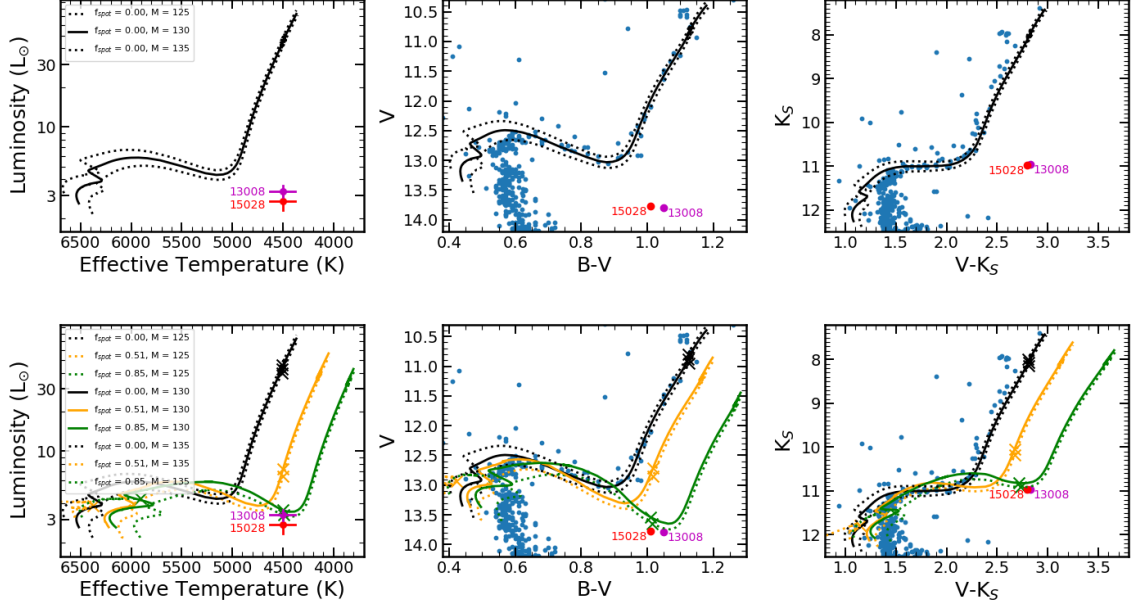 f_spot = 0.00, M = 125
f_spot = 0.00, M = 130
f_spot = 0.00, M = 135
30
10
3
13008
15028
6500 6000 5500 5000 4500 4000
Effective Temperature (K)
Luminosity (L⊙)
10.5
11.0
11.5
12.0
12.5
13.0
13.5
14.0
15028
13008
0.4 0.6 0.8 1.0 1.2
B-V
V
8
9
10
11
12
15028
13008
1.0 1.5 2.0 2.5 3.0 3.5
V-K_S
K_S
f_spot = 0.00, M = 125
f_spot = 0.51, M = 125
f_spot = 0.85, M = 125
f_spot = 0.00, M = 130
f_spot = 0.51, M = 130
f_spot = 0.85, M = 130
f_spot = 0.00, M = 135
f_spot = 0.51, M = 135
f_spot = 0.85, M = 135
30
10
3
13008
15028
6500 6000 5500 5000 4500 4000
Effective Temperature (K)
Luminosity (L⊙)
10.5
11.0
11.5
12.0
12.5
13.0
13.5
14.0
15028
13008
0.4 0.6 0.8 1.0 1.2
B-V
V
8
9
10
11
12
15028
13008
1.0 1.5 2.0 2.5 3.0 3.5
V-K_S
K_S